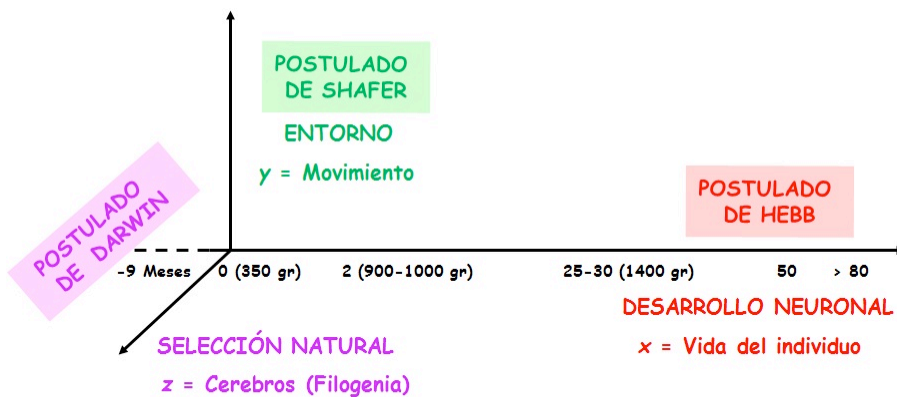 POSTULADO
DE SHAFER
ENTORNO
y = Movimiento
POSTULADO
DE DARWIN
POSTULADO
DE HEBB
-9 Meses 0 (350 gr) 2 (900-1000 gr) 25-30 (1400 gr) 50 > 80
DESARROLLO NEURONAL
x = Vida del individuo
SELECCIÓN NATURAL
z = Cerebros (Filogenia)